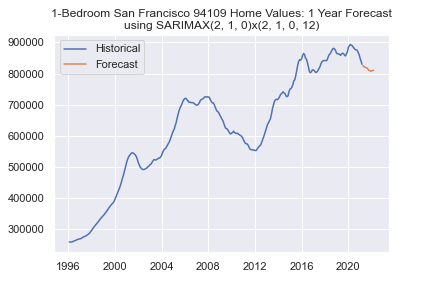 1-Bedroom San Francisco 94109 Home Values: 1 Year Forecast
using SARIMAX(2, 1, 0)x(2, 1, 0, 12)
Historical
Forecast
900000
800000
700000
600000
500000
400000
300000
1996 2000 2004 2008 2012 2016 2020